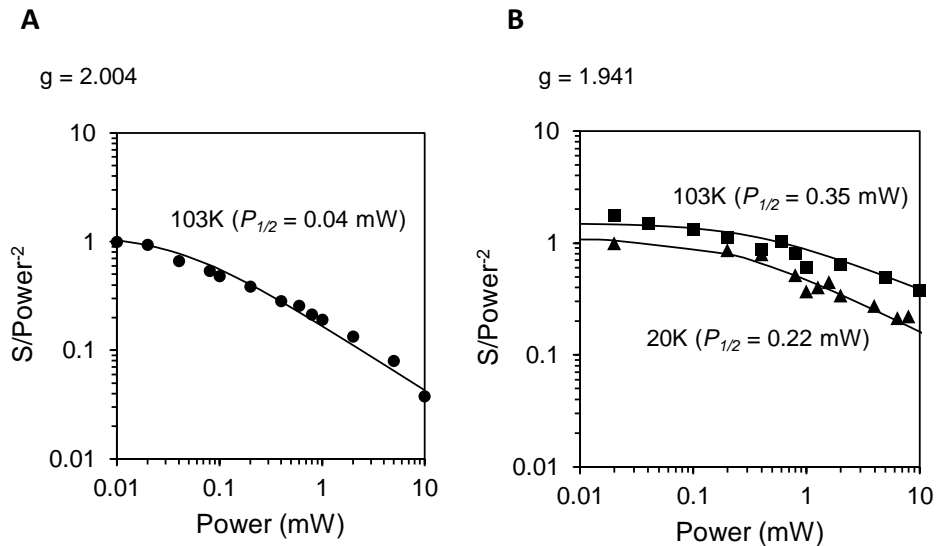 A
g = 2.004
10
1
0.1
0.01
S/Power⁻²
103K (P₁/₂ = 0.04 mW)
0.01 0.1 1 10
Power (mW)
B
g = 1.941
10
1
0.1
0.01
S/Power⁻²
103K (P₁/₂ = 0.35 mW)
20K (P₁/₂ = 0.22 mW)
0.01 0.1 1 10
Power (mW)